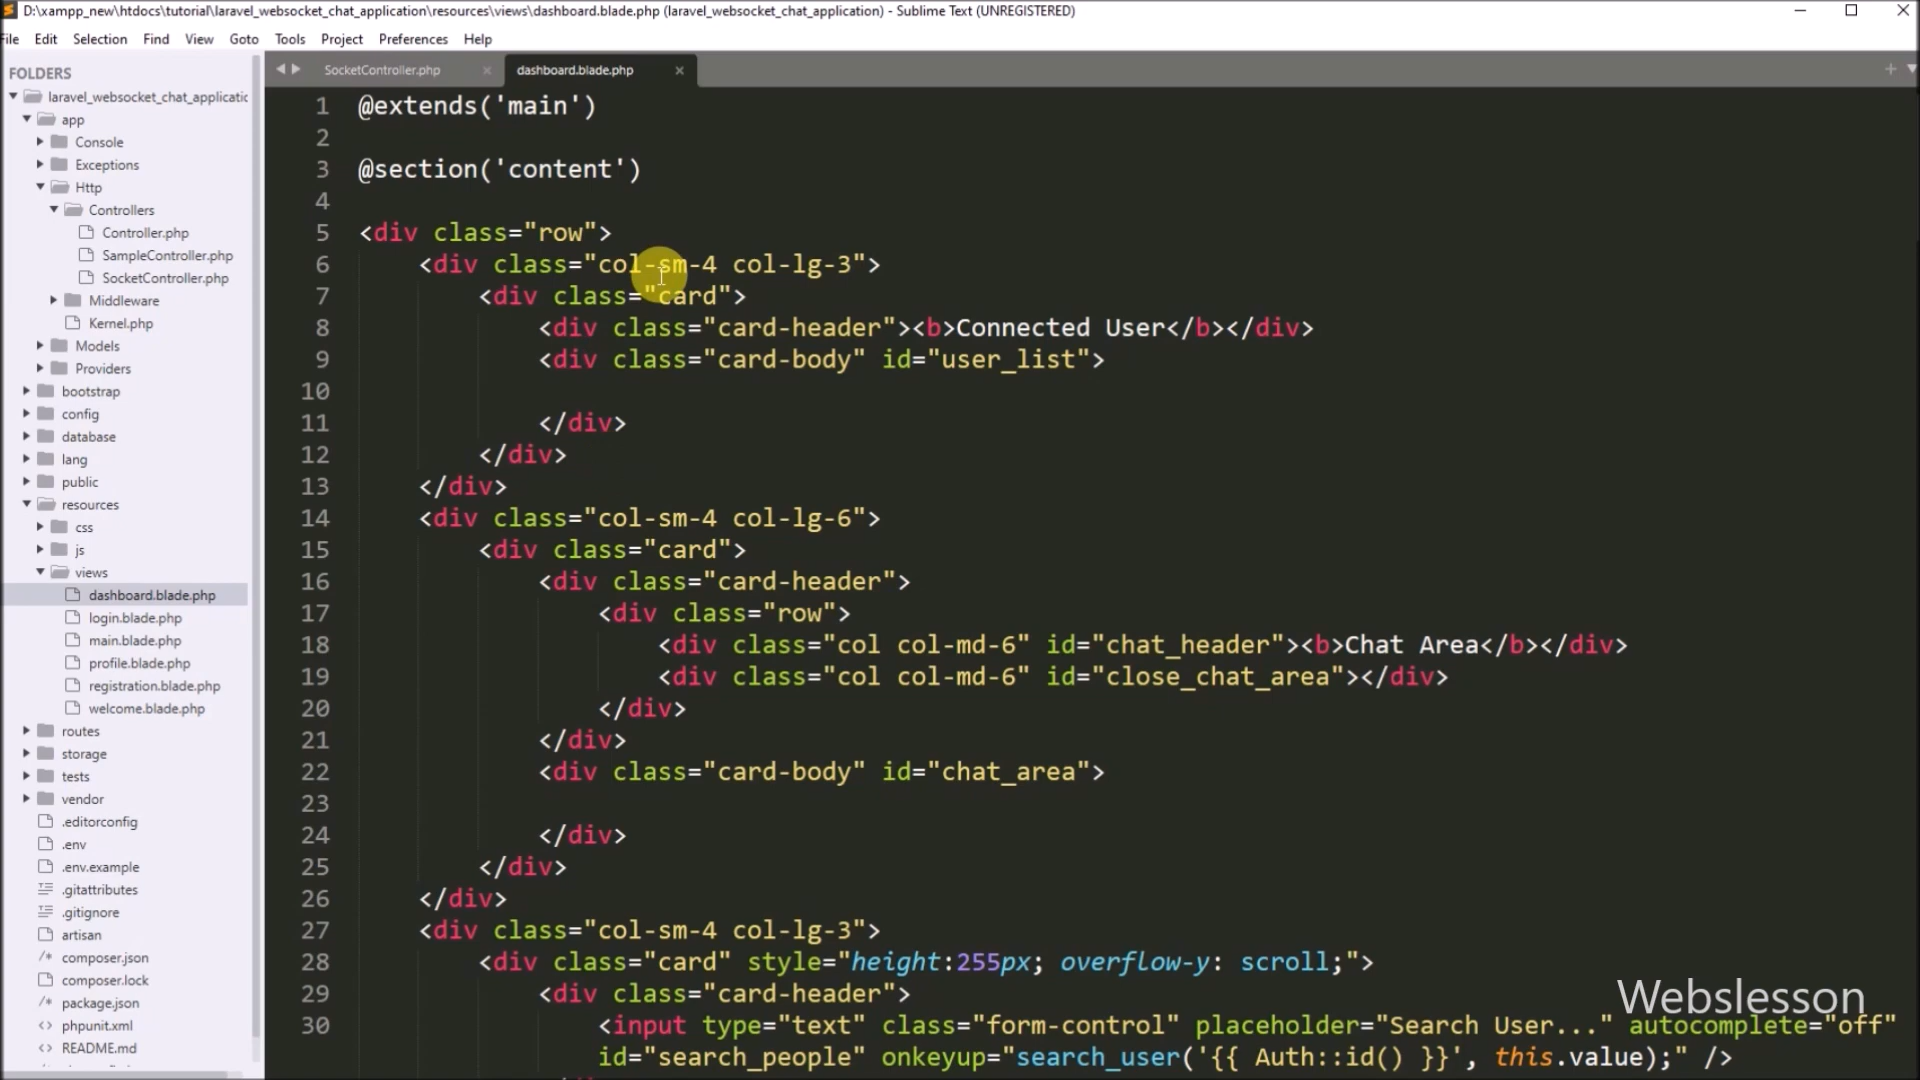 D:\xampp_new\htdocs\tutorial\laravel_websocket_chat_application\resources\views\dashboard.blade.php (laravel_websocket_chat_application) - Sublime Text (UNREGISTERED)
File Edit Selection Find View Goto Tools Project Preferences Help
FOLDERS
laravel_websocket_chat_applicatic
app
Console
Exceptions
Http
Controllers
Controller.php
SampleController.php
SocketController.php
Middleware
Kernel.php
Models
Providers
bootstrap
config
database
lang
public
resources
css
js
views
dashboard.blade.php
login.blade.php
main.blade.php
profile.blade.php
registration.blade.php
welcome.blade.php
routes
storage
tests
vendor
.editorconfig
.env
.env.example
.gitattributes
.gitignore
artisan
composer.json
composer.lock
package.json
phpunit.xml
README.md
SocketController.php dashboard.blade.php
1 @extends('main')
2
3 @section('content')
4
5 <div class="row">
6 <div class="col-sm-4 col-lg-3">
7 <div class="card">
8 <div class="card-header"><b>Connected User</b></div>
9 <div class="card-body" id="user_list">
10
11 </div>
12 </div>
13 </div>
14 <div class="col-sm-4 col-lg-6">
15 <div class="card">
16 <div class="card-header">
17 <div class="row">
18 <div class="col col-md-6" id="chat_header"><b>Chat Area</b></div>
19 <div class="col col-md-6" id="close_chat_area"></div>
20 </div>
21 </div>
22 <div class="card-body" id="chat_area">
23
24 </div>
25 </div>
26 </div>
27 <div class="col-sm-4 col-lg-3">
28 <div class="card" style="height:255px; overflow-y: scroll;">
29 <div class="card-header">
30 <input type="text" class="form-control" placeholder="Search User..." autocomplete="off"
id="search_people" onkeyup="search_user('{{ Auth::id() }}', this.value);" />
Webslesson